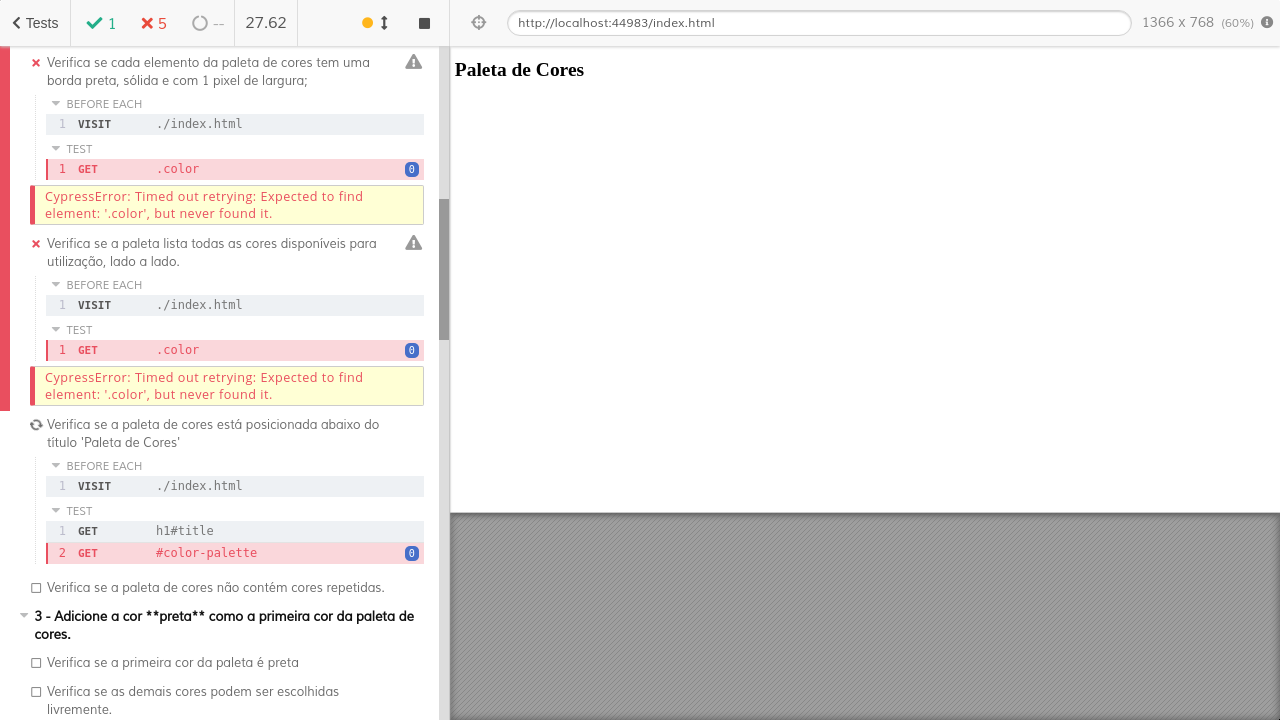 Tests
1
5
--
27.62
http://localhost:44983/index.html
1366 x 768 (60%)
Verifica se cada elemento da paleta de cores tem uma
borda preta, sólida e com 1 pixel de largura;
BEFORE EACH
1 VISIT ./index.html
TEST
1 GET .color 0
CypressError: Timed out retrying: Expected to find
element: '.color', but never found it.
Verifica se a paleta lista todas as cores disponíveis para
utilização, lado a lado.
BEFORE EACH
1 VISIT ./index.html
TEST
1 GET .color 0
CypressError: Timed out retrying: Expected to find
element: '.color', but never found it.
Verifica se a paleta de cores está posicionada abaixo do
título 'Paleta de Cores'
BEFORE EACH
1 VISIT ./index.html
TEST
1 GET h1#title
2 GET #color-palette 0
Verifica se a paleta de cores não contém cores repetidas.
3 - Adicione a cor **preta** como a primeira cor da paleta de
cores.
Verifica se a primeira cor da paleta é preta
Verifica se as demais cores podem ser escolhidas
livremente.
Paleta de Cores